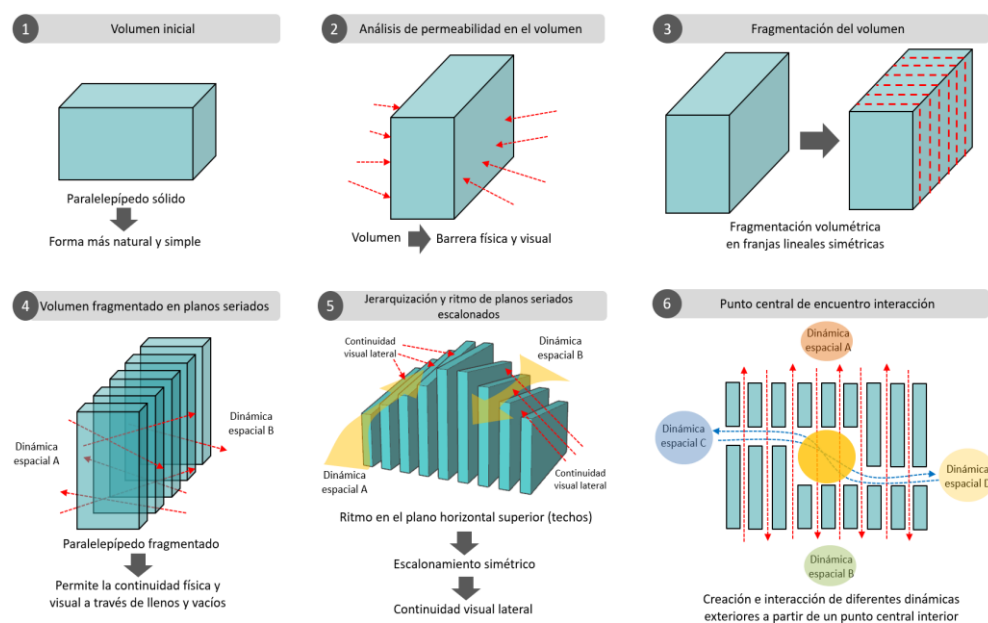 1
Volumen inicial
Paralelepípedo sólido
Forma más natural y simple
2
Análisis de permeabilidad en el volumen
Volumen
Barrera física y visual
3
Fragmentación del volumen
Fragmentación volumétrica
en franjas lineales simétricas
4
Volumen fragmentado en planos seriados
Dinámica
espacial A
Dinámica
espacial B
Paralelepípedo fragmentado
Permite la continuidad física y
visual a través de llenos y vacíos
5
Jerarquización y ritmo de planos seriados
escalonados
Continuidad
visual lateral
Dinámica
espacial B
Dinámica
espacial A
Continuidad
visual lateral
Ritmo en el plano horizontal superior (techos)
Escalonamiento simétrico
Continuidad visual lateral
6
Punto central de encuentro interacción
Dinámica
espacial A
Dinámica
espacial C
Dinámica
espacial D
Dinámica
espacial B
Creación e interacción de diferentes dinámicas
exteriores a partir de un punto central interior